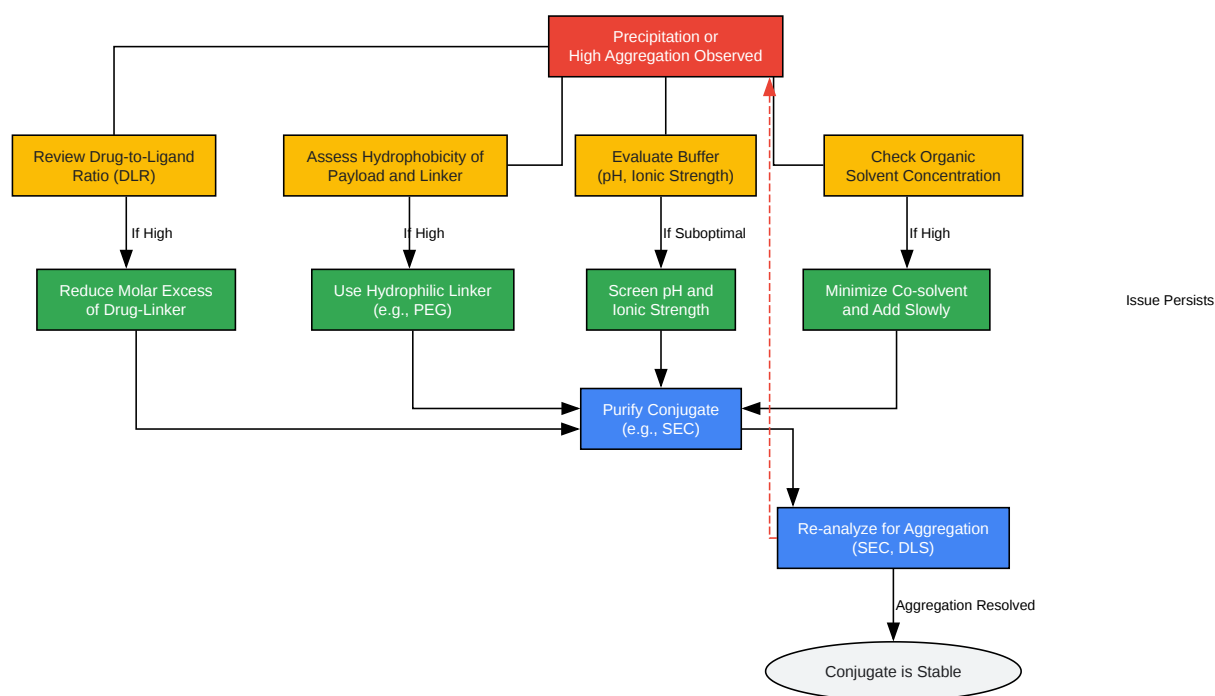 Precipitation or
High Aggregation Observed
Review Drug-to-Ligand
Ratio (DLR)
Assess Hydrophobicity of
Payload and Linker
Evaluate Buffer
(pH, Ionic Strength)
Check Organic
Solvent Concentration
If High
If High
If Suboptimal
If High
Reduce Molar Excess
of Drug-Linker
Use Hydrophilic Linker
(e.g., PEG)
Screen pH and
Ionic Strength
Minimize Co-solvent
and Add Slowly
Issue Persists
Purify Conjugate
(e.g., SEC)
Re-analyze for Aggregation
(SEC, DLS)
Aggregation Resolved
Conjugate is Stable